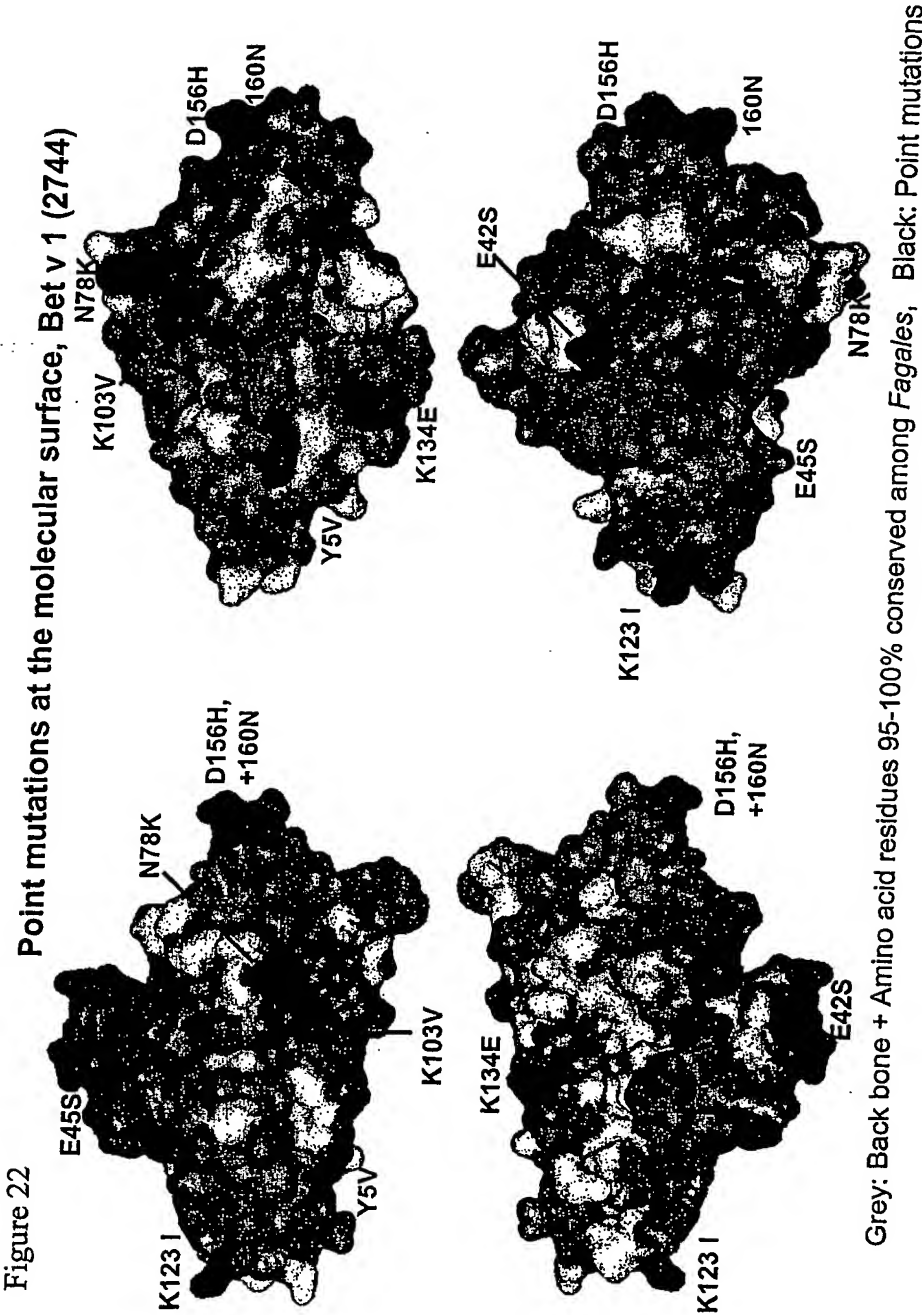 Figure 22
Point mutations at the molecular surface, Bet v 1 (2744)
E45S
N78K
D156H,
+160N
K123 I
Y5V
K103V
K103V
N78K
D156H
160N
Y5V
K134E
K134E
D156H,
+160N
K123 I
E42S
E42S
D156H
160N
K123 I
E45S
N78K
Grey: Back bone + Amino acid residues 95-100% conserved among Fagales, Black: Point mutations